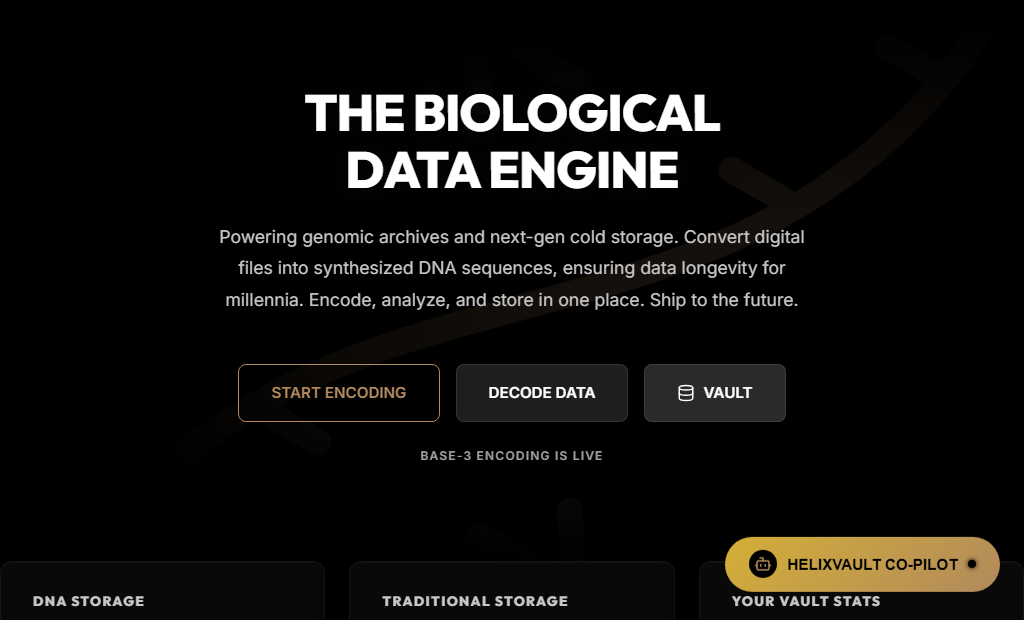 THE BIOLOGICAL
DATA ENGINE
Powering genomic archives and next-gen cold storage. Convert digital
files into synthesized DNA sequences, ensuring data longevity for
millennia. Encode, analyze, and store in one place. Ship to the future.
START ENCODING
DECODE DATA
VAULT
BASE-3 ENCODING IS LIVE
HELIXVAULT CO-PILOT
DNA STORAGE
TRADITIONAL STORAGE
YOUR VAULT STATS